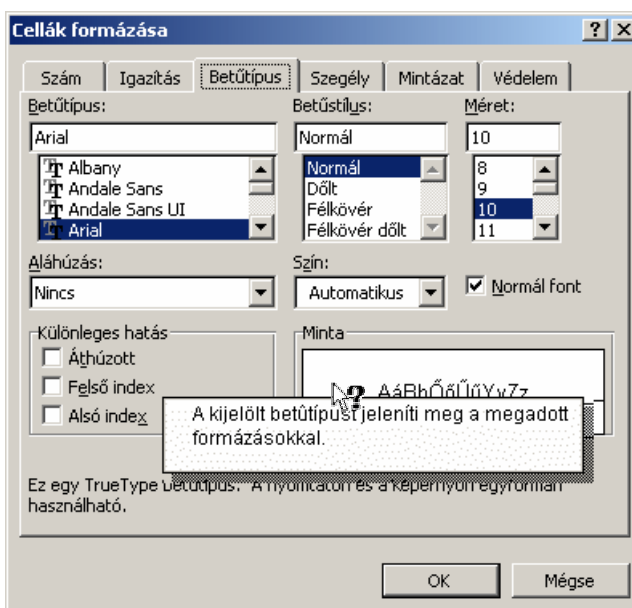 Cellák formázása
Szám Igazítás Betűtípus Szegély Mintázat Védelem
Betűtípus: Betűstílus: Méret:
Arial Normál 10
Albany Normál 8
Andale Sans Dőlt 9
Andale Sans UI Félkövér 10
Arial Félkövér dőlt 11
Aláhúzás: Szín:
Nincs Automatikus Normál font
Különleges hatás Minta
Áthúzott
Felső index AáBbŐőŰűYyZz
Alsó index
A kijelölt betûtípust jeleníti meg a megadott
formázásokkal.
Ez egy TrueType betűtípus. A nyomtatón és a képernyőn egyformán
használható.
OK Mégse